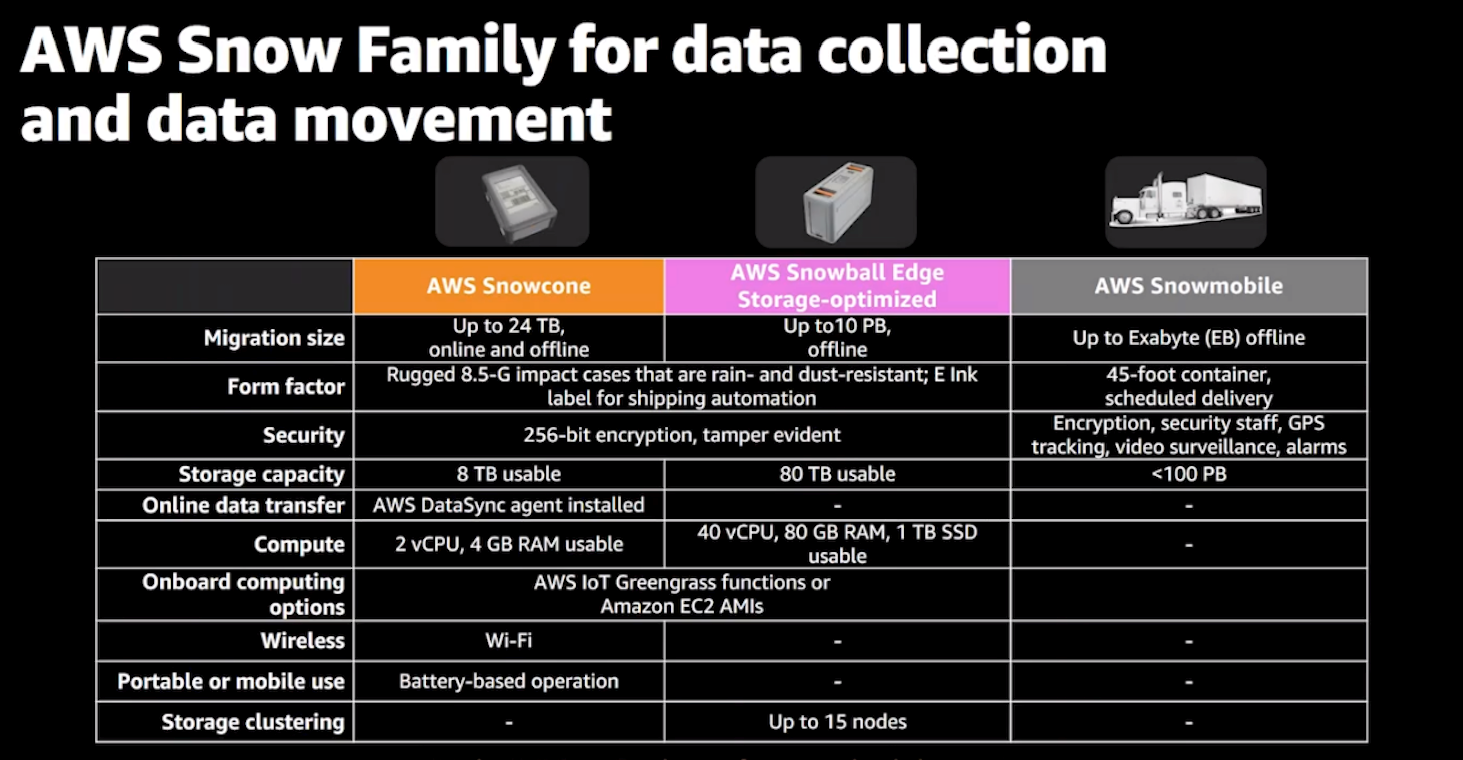 AWS Snow Family for data collection
and data movement
AWS Snowcone
AWS Snowball Edge
Storage-optimized
AWS Snowmobile
Migration size
Up to 24 TB,
online and offline
Up to10 PB,
offline
Up to Exabyte (EB) offline
Form factor
Rugged 8.5-G impact cases that are rain- and dust-resistant; E Ink
label for shipping automation
45-foot container,
scheduled delivery
Security
256-bit encryption, tamper evident
Encryption, security staff, GPS
tracking, video surveillance, alarms
Storage capacity
8 TB usable
80 TB usable
<100 PB
Online data transfer
AWS DataSync agent installed
-
-
Compute
2 vCPU, 4 GB RAM usable
40 vCPU, 80 GB RAM, 1 TB SSD
usable
-
Onboard computing
options
AWS IoT Greengrass functions or
Amazon EC2 AMIs
Wireless
Wi-Fi
-
-
Portable or mobile use
Battery-based operation
-
-
Storage clustering
-
Up to 15 nodes
-